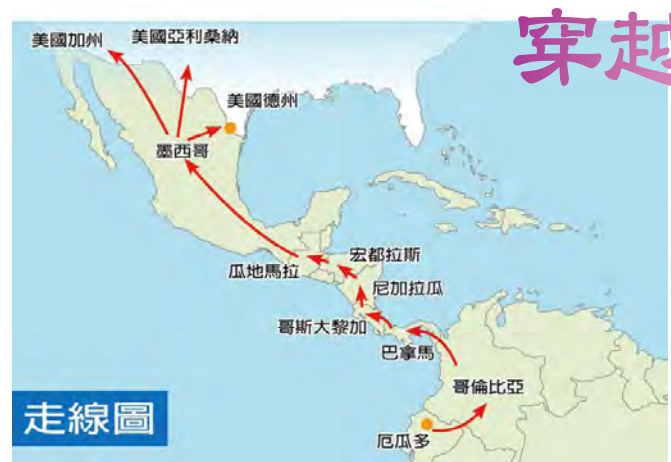 穿越
美國加州
美國亞利桑納
美國德州
墨西哥
宏都拉斯
瓜地馬拉
尼加拉瓜
哥斯大黎加
巴拿馬
哥倫比亞
厄瓜多
走線圖